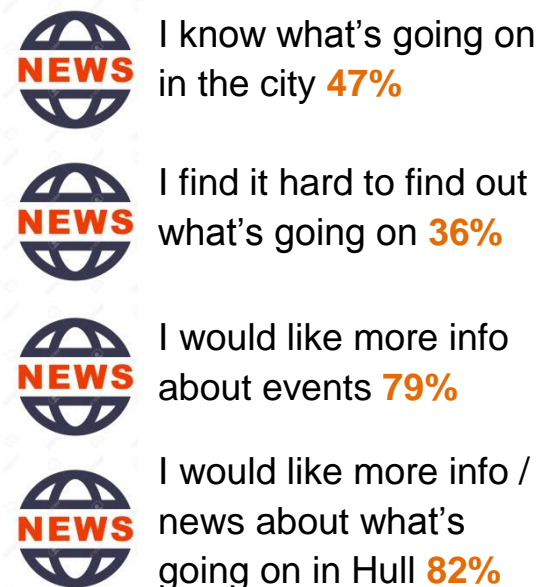 NEWS
I know what's going on
in the city 47%
NEWS
I find it hard to find out
what's going on 36%
NEWS
I would like more info
about events 79%
NEWS
I would like more info /
news about what's
going on in Hull 82%